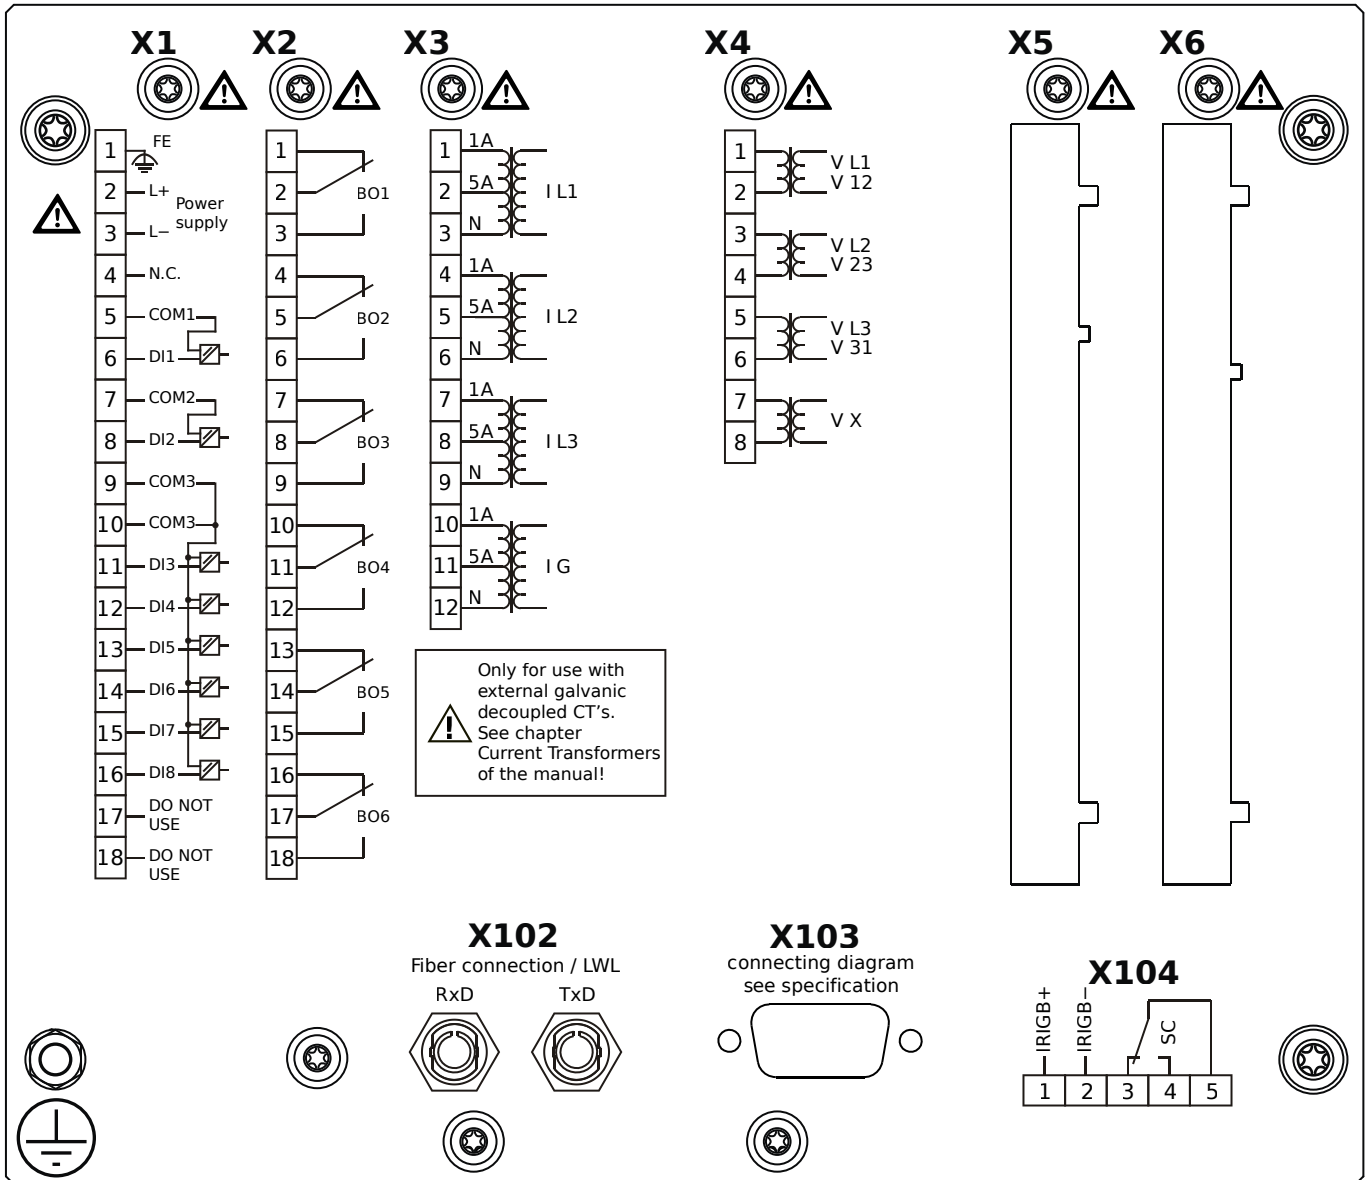 X1
X2
X3
X4
X5
X6
1
FE
2
L+
Power
supply
3
L−
4
N.C.
5
COM1
6
DI1
7
COM2
8
DI2
9
COM3
10
COM3
11
DI3
12
DI4
13
DI5
14
DI6
15
DI7
16
DI8
17
DO NOT
USE
18
DO NOT
USE
1
2
BO1
3
4
5
BO2
6
7
8
BO3
9
10
11
BO4
12
13
14
BO5
15
16
17
BO6
18
1
1A
2
5A
I L1
3
N
4
1A
5
5A
I L2
6
N
7
1A
8
5A
I L3
9
N
10
1A
11
5A
I G
12
N
Only for use with
external galvanic
decoupled CT's.
See chapter
Current Transformers
of the manual!
1
V L1
2
V 12
3
V L2
4
V 23
5
V L3
6
V 31
7
V X
8
X102
Fiber connection / LWL
RxD
TxD
X103
connecting diagram
see specification
X104
IRIGB+
IRIGB−
SC
1
2
3
4
5